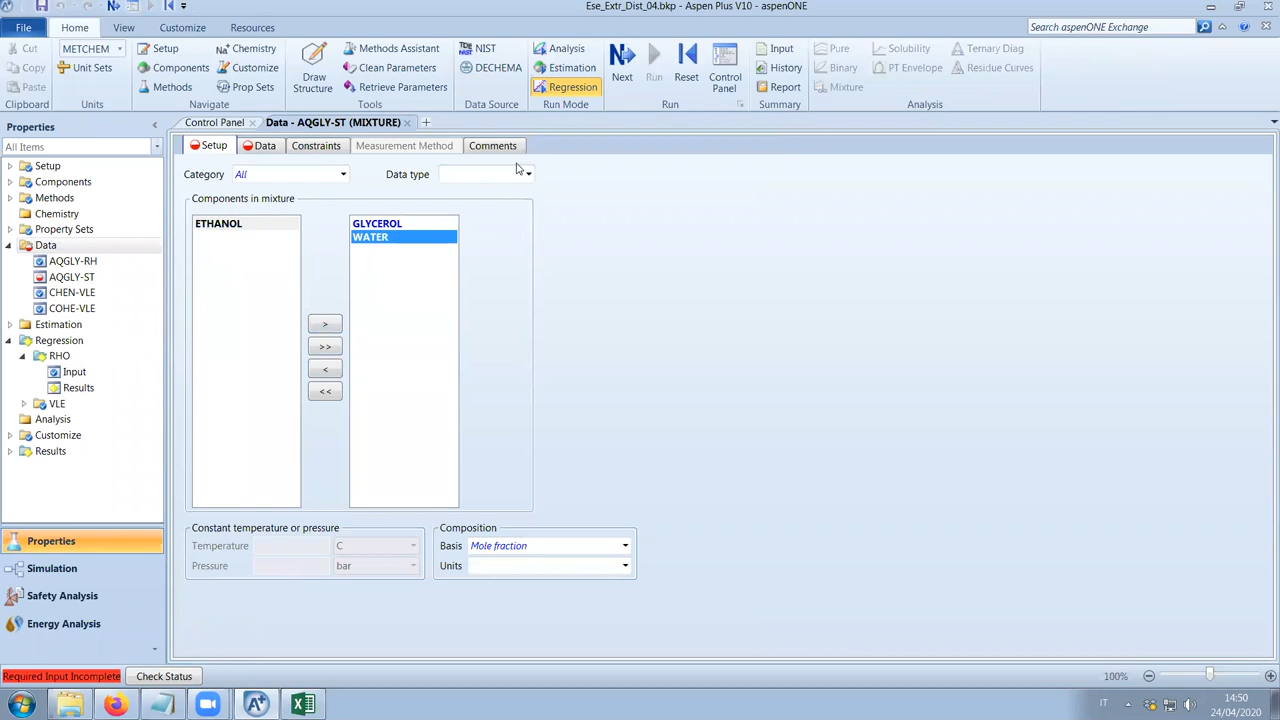 Ese_Extr_Dist_04.bkp - Aspen Plus V10 - aspenONE
File Home View Customize Resources Search aspenONE Exchange
Cut METCHEM Setup Chemistry Methods Assistant NIST Analysis Input Pure Solubility Ternary Diag
Copy Unit Sets Components Customize Clean Parameters DECHEMA Estimation Draw Structure Next Run Reset Control Panel History Binary PT Envelope Residue Curves
Paste Methods Prop Sets Retrieve Parameters Regression Report Mixture
Clipboard Units Navigate Tools Data Source Run Mode Run Summary Analysis
Properties
Control Panel Data - AQGLY-ST (MIXTURE) +
All Items
Setup Data Constraints Measurement Method Comments
Setup
Components
Methods
Chemistry
Property Sets
Data
AQGLY-RH
AQGLY-ST
CHEN-VLE
COHE-VLE
Estimation
Regression
RHO
Input
Results
VLE
Analysis
Customize
Results
Properties
Simulation
Safety Analysis
Energy Analysis
Category All Data type
Components in mixture
ETHANOL GLYCEROL
WATER
>
>>
<
<<
Constant temperature or pressure Composition
Temperature C Basis Mole fraction
Pressure bar Units
Required Input Incomplete Check Status 100%
IT 14:50
24/04/2020